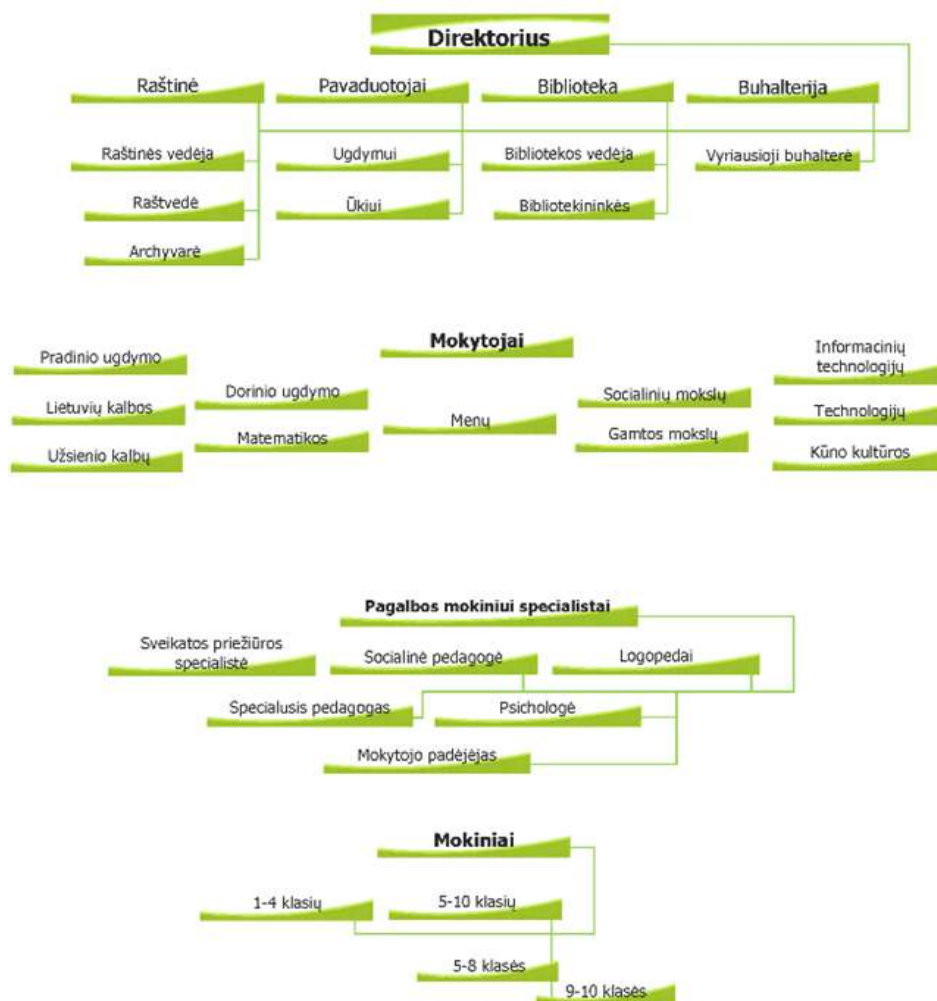 Direktorius
Raštinė
Pavaduotojai
Biblioteka
Buhalterija
Raštinės vedėja
Ugdymui
Bibliotekos vedėja
Vyriausioji buhalterė
Raštvedė
Ūkiui
Bibliotekininkės
Archyvarė
Mokytojai
Pradinio ugdymo
Lietuvių kalbos
Užsienio kalbų
Dorinio ugdymo
Matematikos
Menų
Socialinių mokslų
Gamtos mokslų
Informacinių
technologijų
Technologijų
Kūno kultūros
Pagalbos mokiniui specialistai
Sveikatos priežiūros
specialistė
Socialinė pedagogė
Logopedai
Specialusis pedagogas
Psichologė
Mokytojo padėjėjas
Mokiniai
1-4 klasių
5-10 klasių
5-8 klasės
9-10 klasės